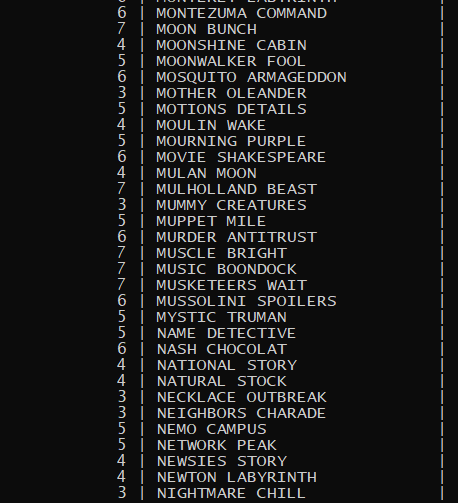 6 | MONTEZUMA COMMAND |
7 | MOON BUNCH |
4 | MOONSHINE CABIN |
5 | MOONWALKER FOOL |
6 | MOSQUITO ARMAGEDDON |
3 | MOTHER OLEANDER |
5 | MOTIONS DETAILS |
4 | MOULIN WAKE |
5 | MOURNING PURPLE |
6 | MOVIE SHAKESPEARE |
4 | MULAN MOON |
7 | MULHOLLAND BEAST |
3 | MUMMY CREATURES |
5 | MUPPET MILE |
6 | MURDER ANTITRUST |
7 | MUSCLE BRIGHT |
7 | MUSIC BOONDOCK |
7 | MUSKETEERS WAIT |
6 | MUSSOLINI SPOILERS |
5 | MYSTIC TRUMAN |
5 | NAME DETECTIVE |
6 | NASH CHOCOLAT |
4 | NATIONAL STORY |
4 | NATURAL STOCK |
3 | NECKLACE OUTBREAK |
3 | NEIGHBORS CHARADE |
5 | NEMO CAMPUS |
5 | NETWORK PEAK |
4 | NEWSIES STORY |
4 | NEWTON LABYRINTH |
3 | NIGHTMARE CHILL |